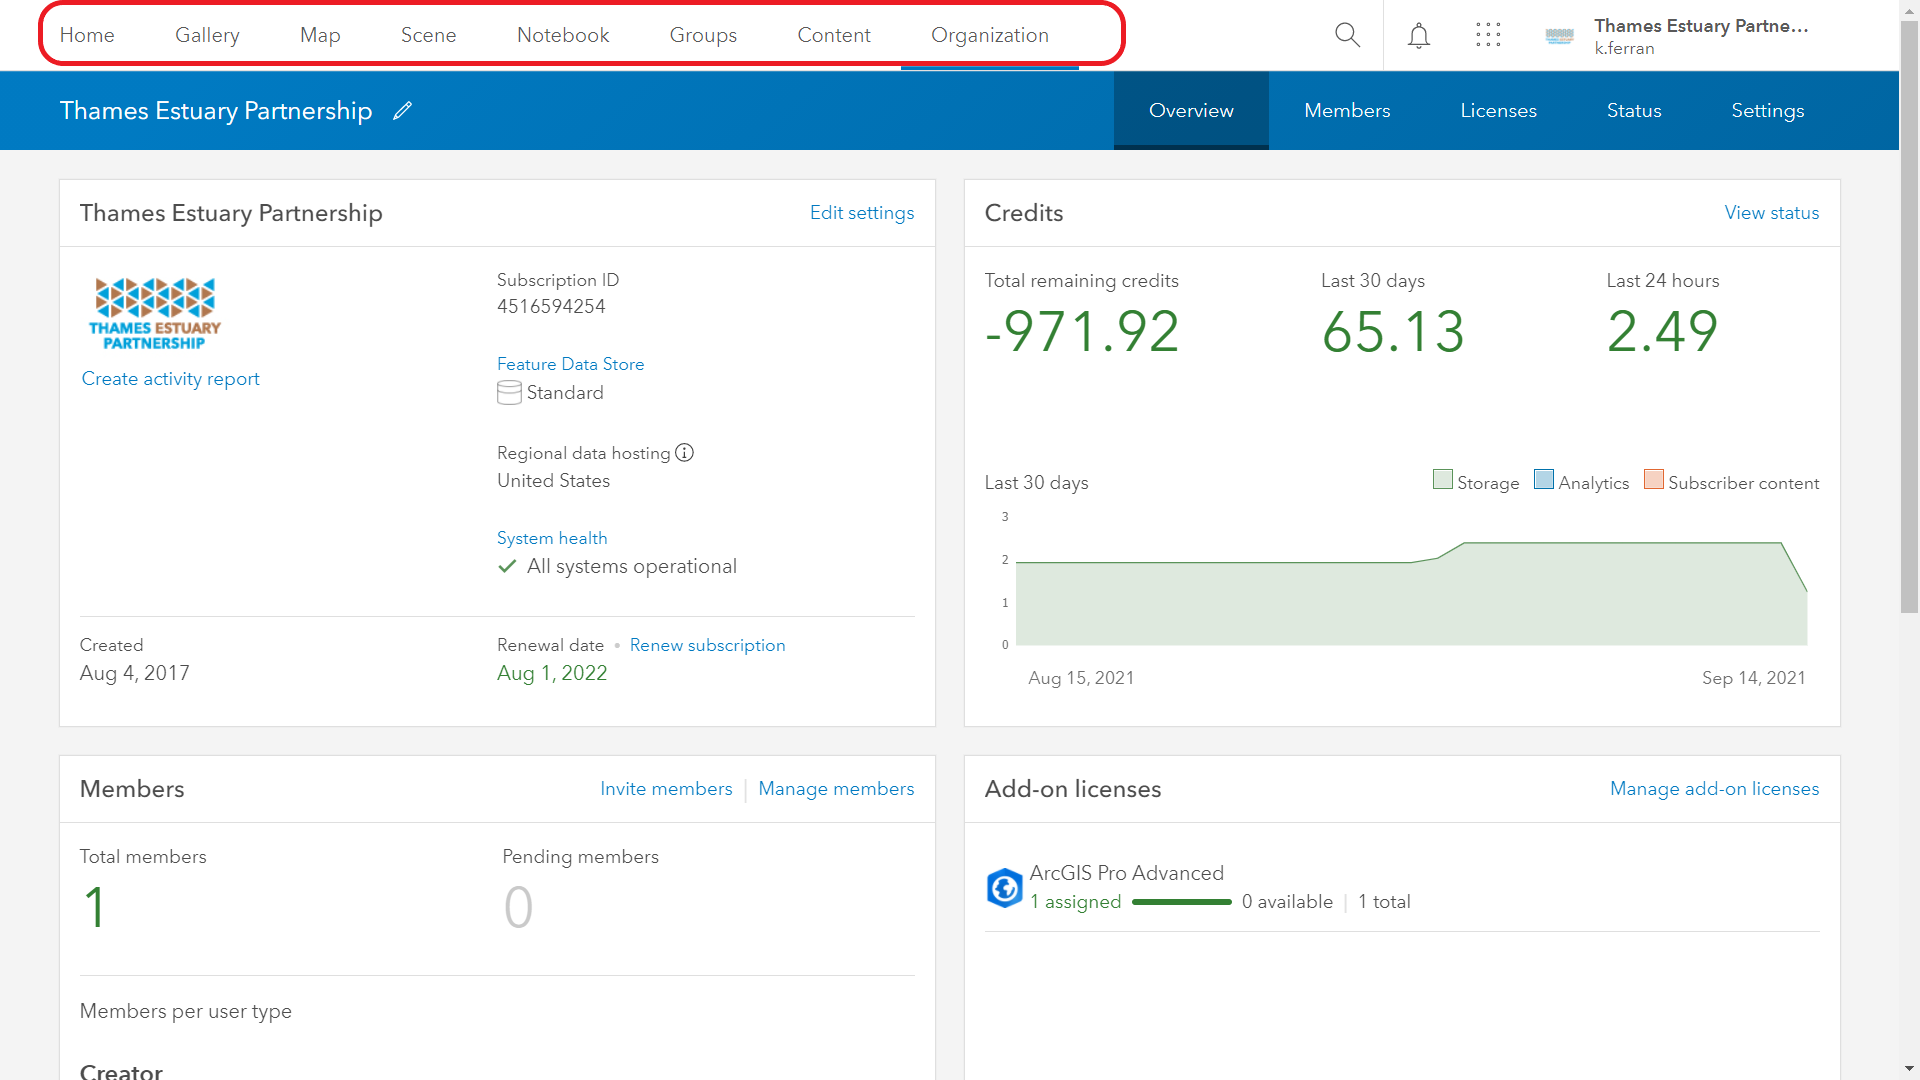 Home Gallery Map Scene Notebook Groups Content Organization
Thames Estuary Partne...
k.ferran
Thames Estuary Partnership
Overview Members Licenses Status Settings
Thames Estuary Partnership
Edit settings
THAMES ESTUARY
PARTNERSHIP
Create activity report
Subscription ID
4516594254
Feature Data Store
Standard
Regional data hosting
United States
System health
All systems operational
Created
Aug 4, 2017
Renewal date • Renew subscription
Aug 1, 2022
Credits
View status
Total remaining credits
-971.92
Last 30 days
65.13
Last 24 hours
2.49
Last 30 days
Storage Analytics Subscriber content
3
2
1
0
Aug 15, 2021 Sep 14, 2021
Members
Invite members | Manage members
Total members
1
Pending members
0
Members per user type
Creator
Add-on licenses
Manage add-on licenses
ArcGIS Pro Advanced
1 assigned 0 available | 1 total